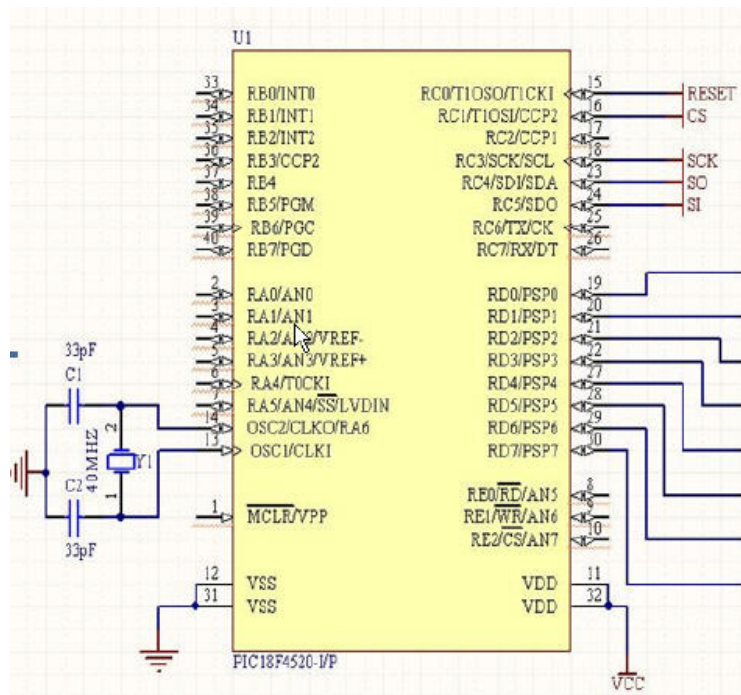 U1
33 RB0/INT0
34 RB1/INT1
35 RB2/INT2
36 RB3/CCP2
37 RB4
38 RB5/PGM
39 RB6/PGC
40 RB7/PGD
2 RA0/AN0
3 RA1/AN1
4 RA2/AN2/VREF-
5 RA3/AN3/VREF+
6 RA4/T0CKI
7 RA5/AN4/SS/LVDIN
14 OSC2/CLKO/RA6
13 OSC1/CLKI
1 MCLR/VPP
12 VSS
31 VSS
RC0/T1OSO/T1CKI 15 RESET
RC1/T1OSI/CCP2 16 CS
RC2/CCP1 17
RC3/SCK/SCL 18 SCK
RC4/SDI/SDA 23 SO
RC5/SDO 24 SI
RC6/TX/CK 25
RC7/RX/DT 26
RD0/PSP0 19
RD1/PSP1 20
RD2/PSP2 21
RD3/PSP3 22
RD4/PSP4 27
RD5/PSP5 28
RD6/PSP6 29
RD7/PSP7 30
RE0/RD/AN5 8
RE1/WR/AN6 9
RE2/CS/AN7 10
VDD 11
VDD 32
VCC
PIC18F4520-I/P
33pF
C1
2
40MHZ
Y1
1
C2
33pF